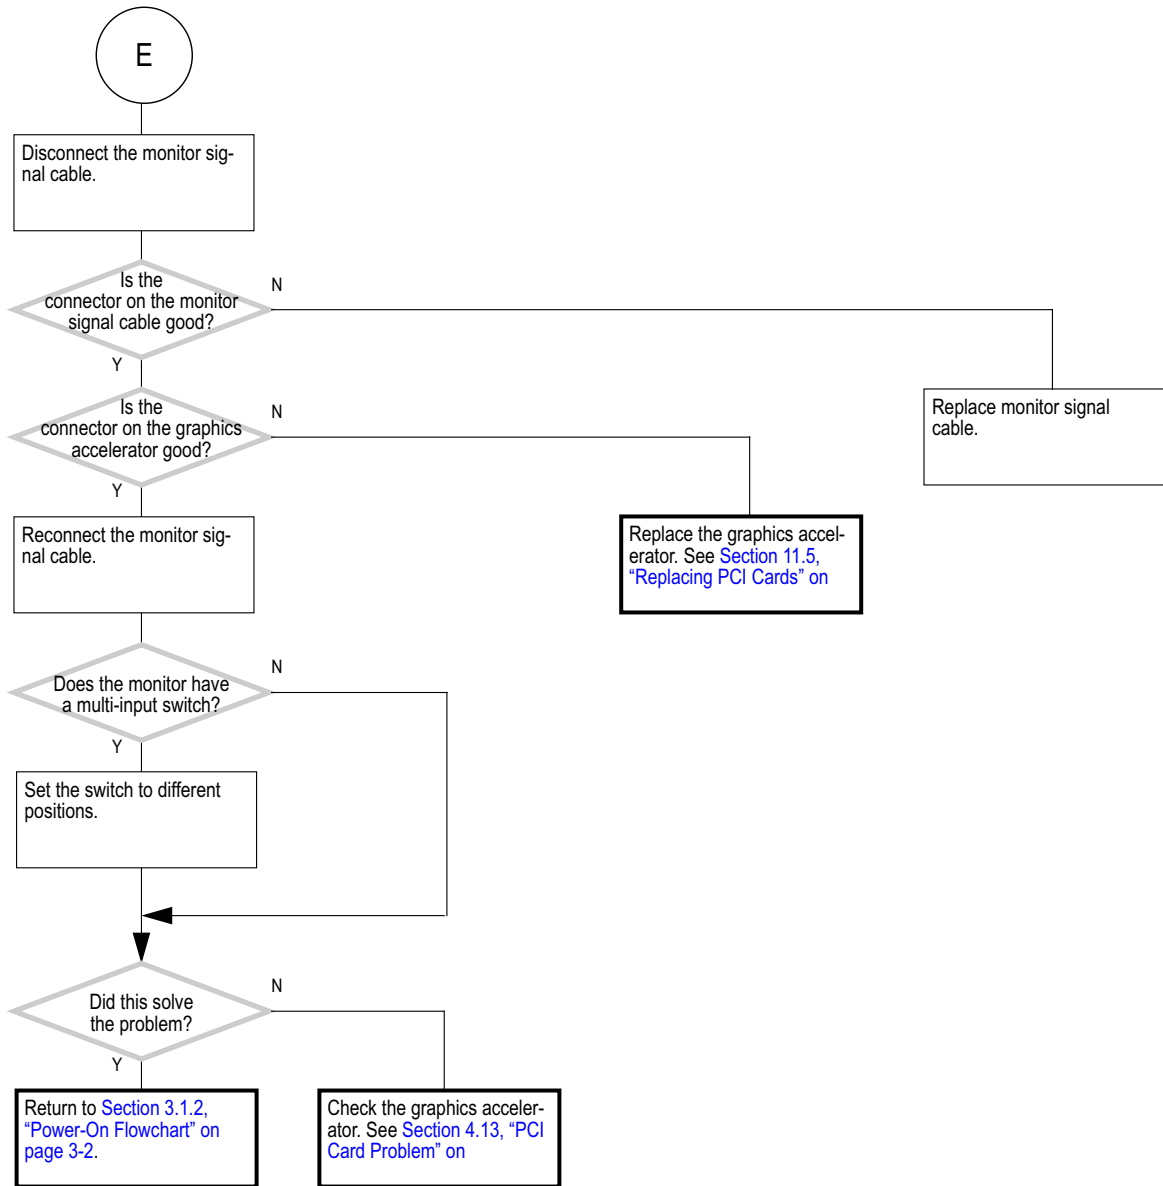 E
Disconnect the monitor sig-
nal cable.
Is the
connector on the monitor
signal cable good?
N
Y
Is the
connector on the graphics
accelerator good?
N
Y
Replace monitor signal
cable.
Reconnect the monitor sig-
nal cable.
Replace the graphics accel-
erator. See Section 11.5,
“Replacing PCI Cards” on
Does the monitor have
a multi-input switch?
N
Y
Set the switch to different
positions.
Did this solve
the problem?
N
Y
Return to Section 3.1.2,
“Power-On Flowchart” on
page 3-2.
Check the graphics acceler-
ator. See Section 4.13, “PCI
Card Problem” on